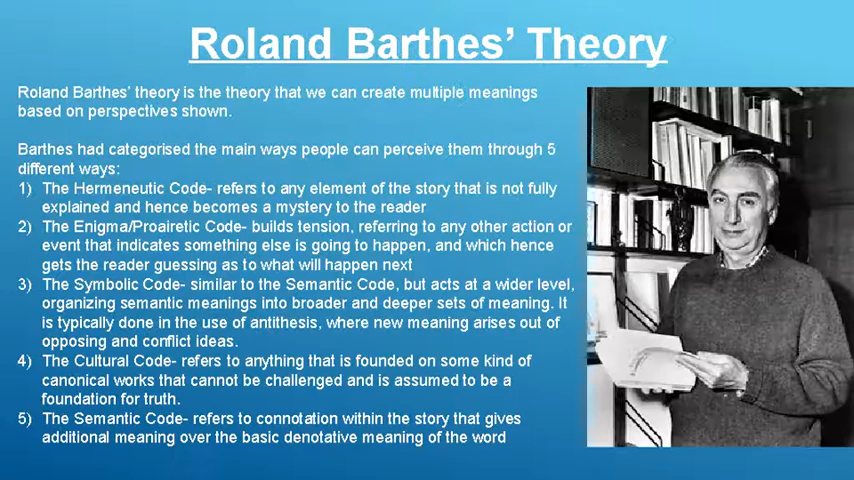 Roland Barthes’ Theory
Roland Barthes’ theory is the theory that we can create multiple meanings
based on perspectives shown.
Barthes had categorised the main ways people can perceive them through 5
different ways:
1) The Hermeneutic Code- refers to any element of the story that is not fully
explained and hence becomes a mystery to the reader
2) The Enigma/Proairetic Code- builds tension, referring to any other action or
event that indicates something else is going to happen, and which hence
gets the reader guessing as to what will happen next
3) The Symbolic Code- similar to the Semantic Code, but acts at a wider level,
organizing semantic meanings into broader and deeper sets of meaning. It
is typically done in the use of antithesis, where new meaning arises out of
opposing and conflict ideas.
4) The Cultural Code- refers to anything that is founded on some kind of
canonical works that cannot be challenged and is assumed to be a
foundation for truth.
5) The Semantic Code- refers to connotation within the story that gives
additional meaning over the basic denotative meaning of the word